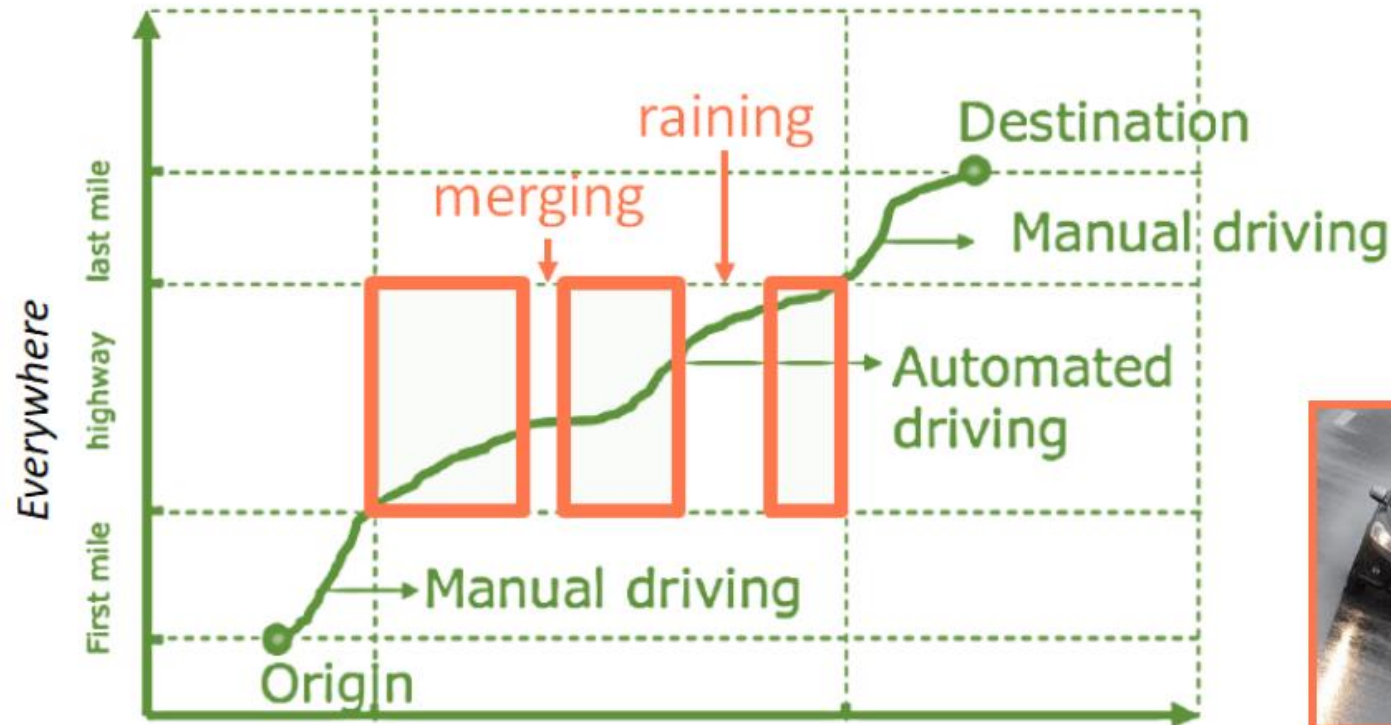 raining
merging
Destination
Manual driving
Automated
driving
Manual driving
Origin
Everywhere
last mile
highway
First mile